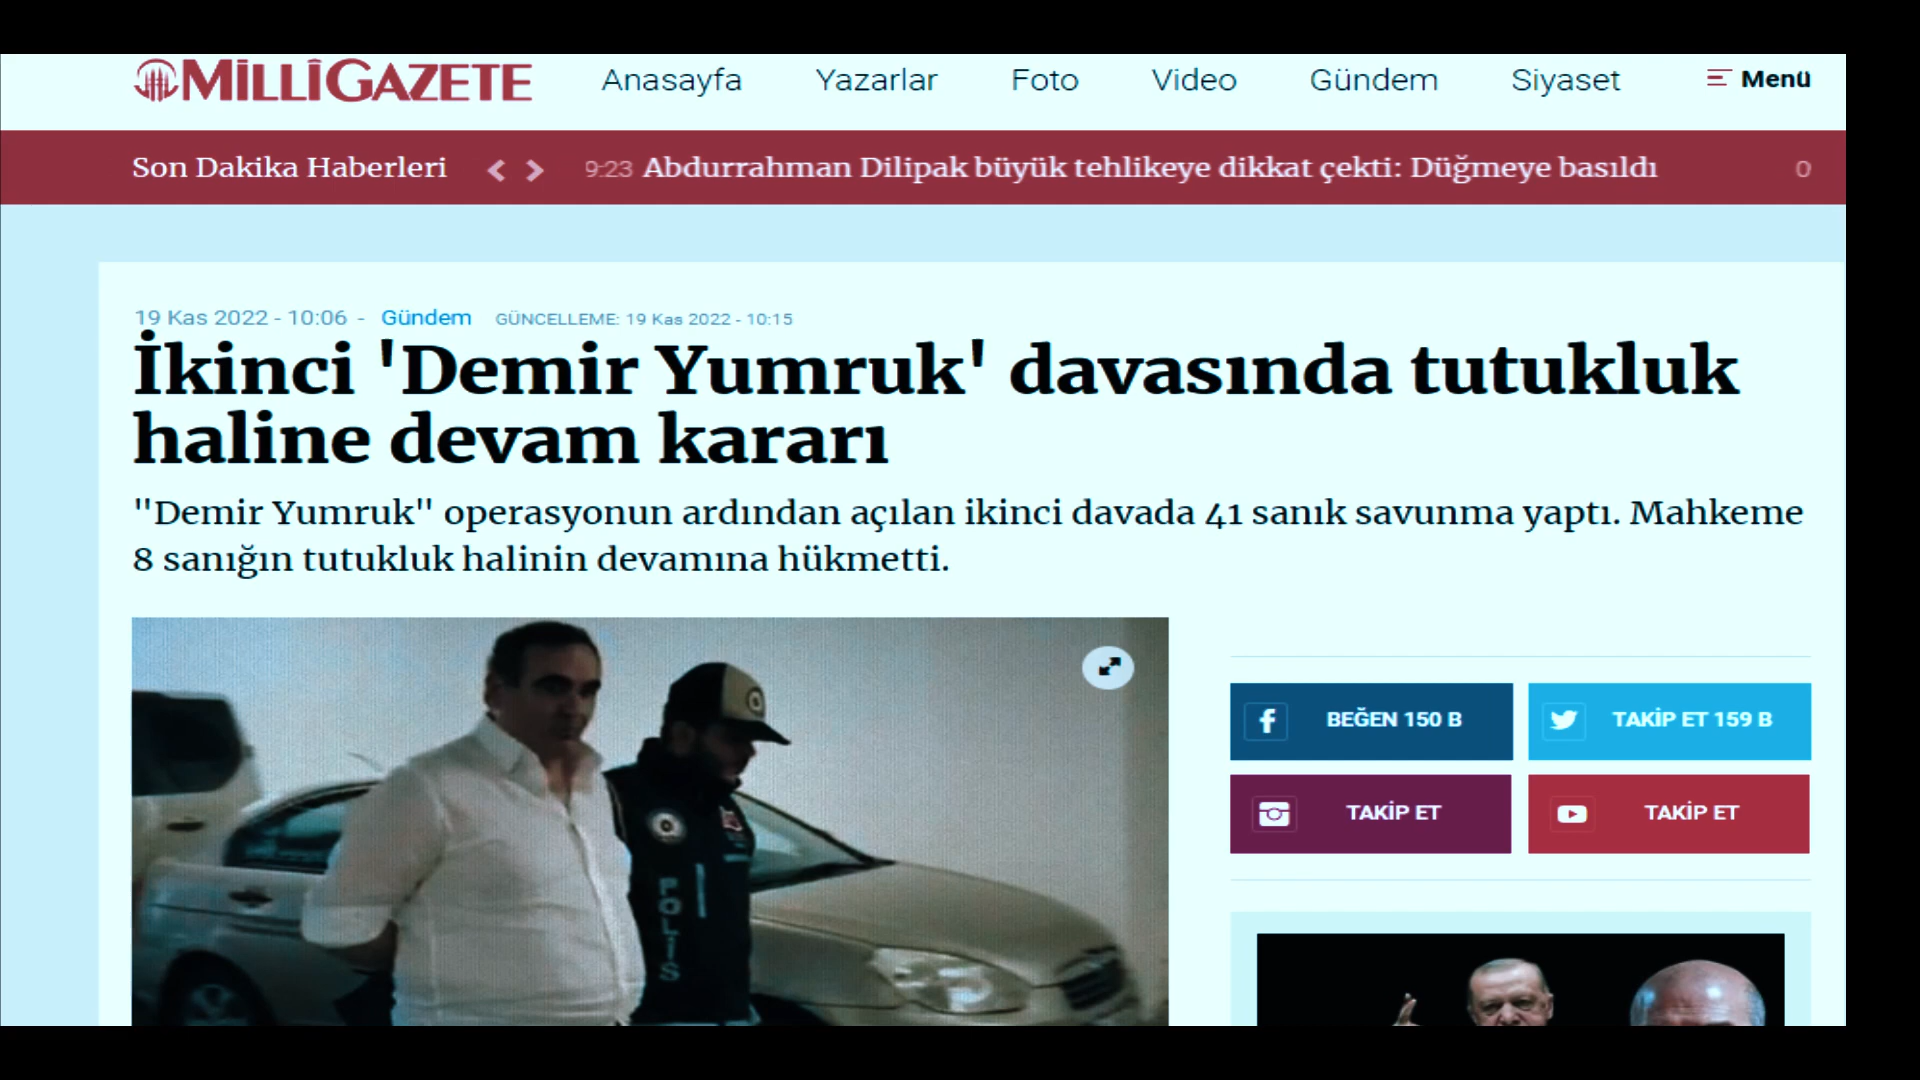 MİLLÎGAZETE Anasayfa Yazarlar Foto Video Gündem Siyaset Menü
Son Dakika Haberleri 9:23 Abdurrahman Dilipak büyük tehlikeye dikkat çekti: Düğmeye basıldı 0
19 Kas 2022 - 10:06 - Gündem GÜNCELLEME: 19 Kas 2022 - 10:15
İkinci 'Demir Yumruk' davasında tutukluk
haline devam kararı
"Demir Yumruk" operasyonun ardından açılan ikinci davada 41 sanık savunma yaptı. Mahkeme
8 sanığın tutukluk halinin devamına hükmetti.
BEĞEN 150 B TAKİP ET 159 B
TAKİP ET TAKİP ET
POLİS